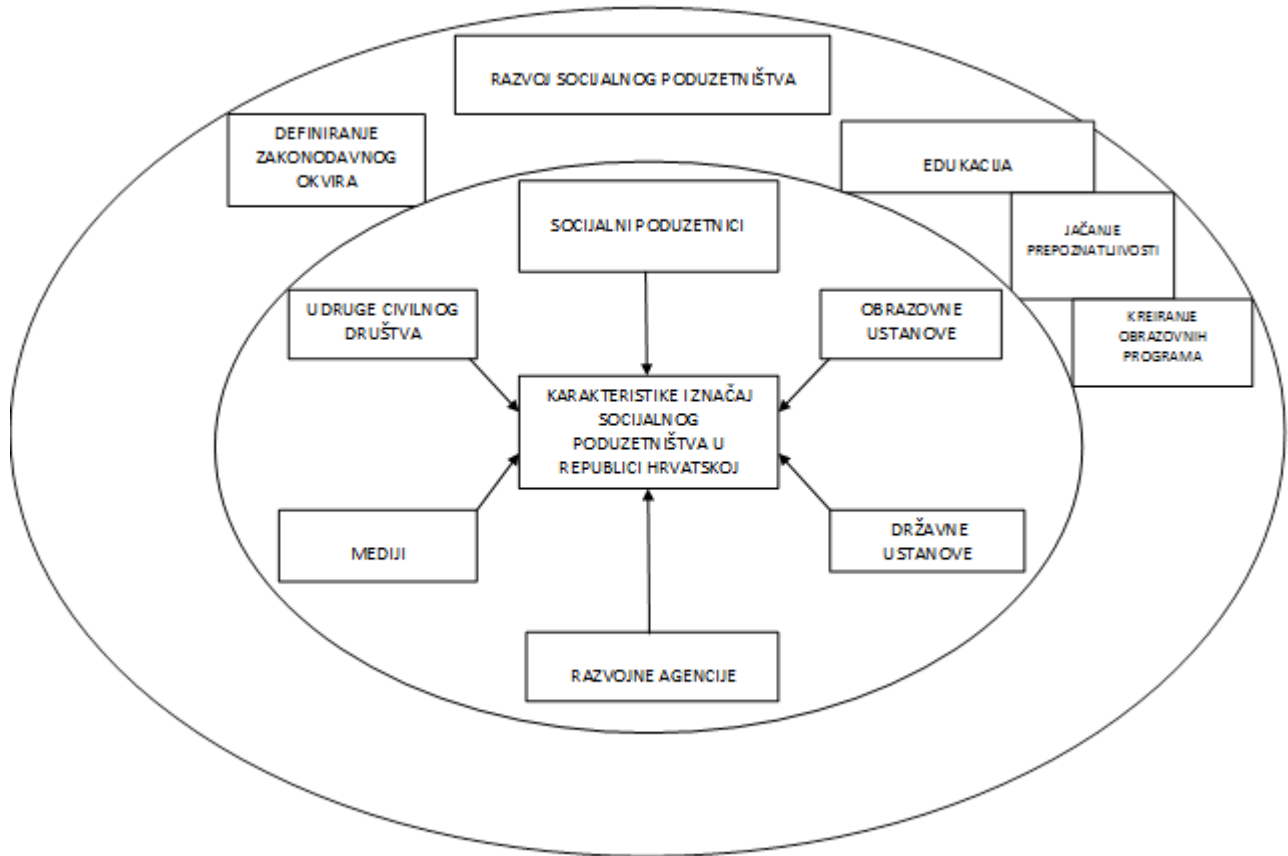 RAZVOJ SOCIJALNOG PODUZETNIŠTVA
DEFINIRANJE
ZAKONODAVNOG
OKVIRA
EDUKACIJA
JAČANJE
PREPOZNATLJIVOSTI
KREIRANJE
OBRAZOVNIH
PROGRAMA
SOCIJALNI PODUZETNICI
UDRUGE CIVILNOG
DRUŠTVA
OBRAZOVNE
USTANOVE
KARAKTERISTIKE I ZNAČAJ
SOCIJALNOG
PODUZETNIŠTVA U
REPUBLICI HRVATSKOJ
MEDIJI
DRŽAVNE
USTANOVE
RAZVOJNE AGENCIJE